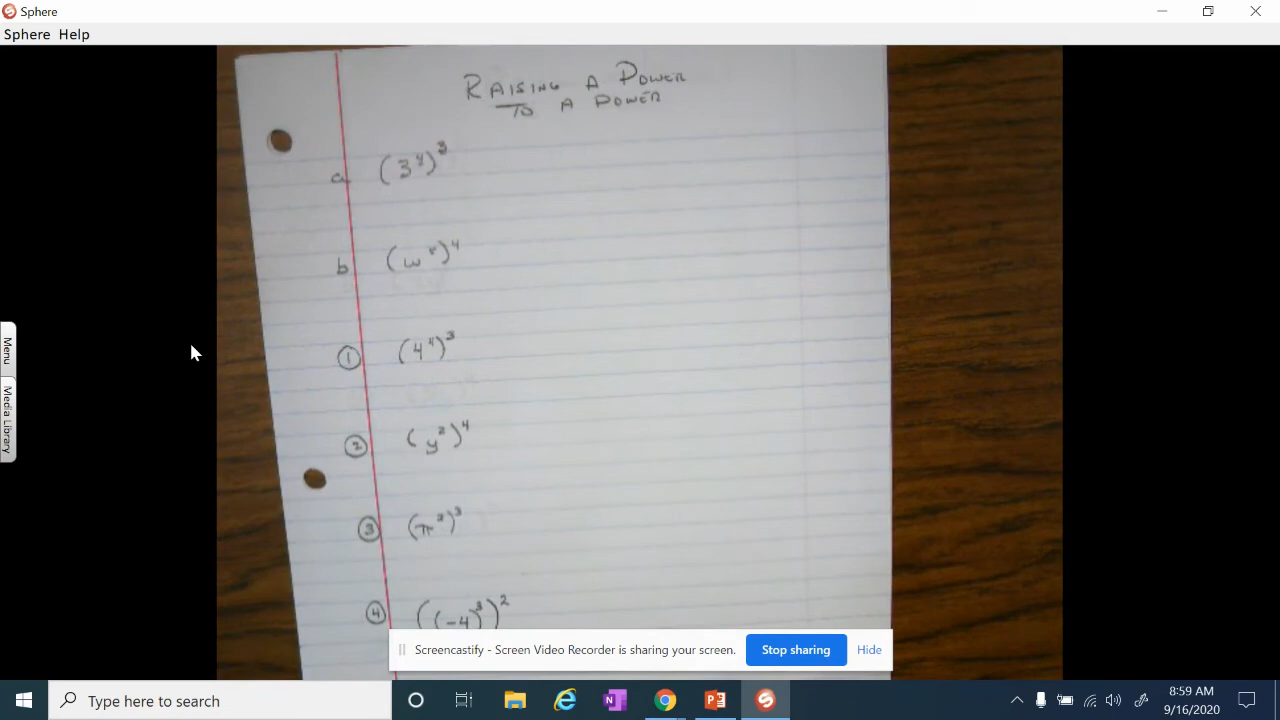 Sphere
Sphere Help
RAISING A POWER
TO A POWER
a (3⁴)³
b
① (4⁴)³
② (y²)⁴
③ (π²)³
④ ((-4)³)²
Menu
Media Library
Screencastify - Screen Video Recorder is sharing your screen.
Stop sharing
Hide
Type here to search
8:59 AM
9/16/2020